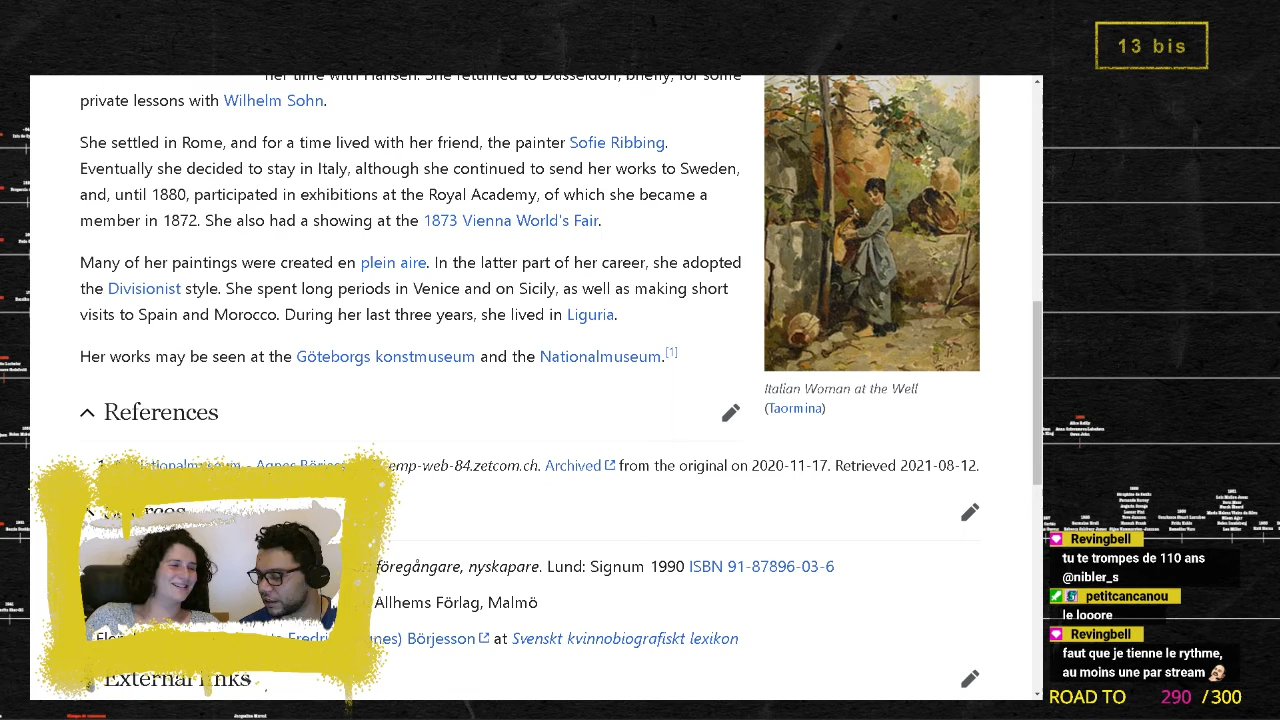 13 bis
her time with Hansen. She returned to Düsseldorf, briefly, for some
private lessons with Wilhelm Sohn.
She settled in Rome, and for a time lived with her friend, the painter Sofie Ribbing.
Eventually she decided to stay in Italy, although she continued to send her works to Sweden,
and, until 1880, participated in exhibitions at the Royal Academy, of which she became a
member in 1872. She also had a showing at the 1873 Vienna World's Fair.
Many of her paintings were created en plein aire. In the latter part of her career, she adopted
the Divisionist style. She spent long periods in Venice and on Sicily, as well as making short
visits to Spain and Morocco. During her last three years, she lived in Liguria.
Her works may be seen at the Göteborgs konstmuseum and the Nationalmuseum.[1]
Italian Woman at the Well
(Taormina)
References
emp-web-84.zetcom.ch. Archived from the original on 2020-11-17. Retrieved 2021-08-12.
föregångare, nyskapare. Lund: Signum 1990 ISBN 91-87896-03-6
Allhems Förlag, Malmö
Börjesson at Svenskt kvinnobiografiskt lexikon
External links
Revingbell
tu te trompes de 110 ans
@nibler_s
petitcancanou
le looore
Revingbell
faut que je tienne le rythme,
au moins une par stream
ROAD TO 290 /300